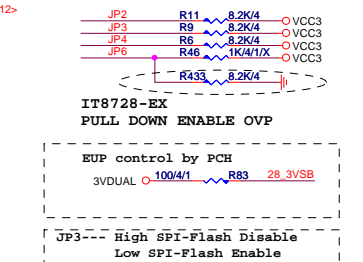 12>
JP2 R11 8.2K/4 VCC3
JP3 R9 8.2K/4 VCC3
JP4 R6 8.2K/4 VCC3
JP6 R46 1K/4/1/X VCC3
R433 8.2K/4
IT8728-EX
PULL DOWN ENABLE OVP
EUP control by PCH
3VDUAL 100/4/1 R83 28_3VSB
JP3--- High SPI-Flash Disable
Low SPI-Flash Enable